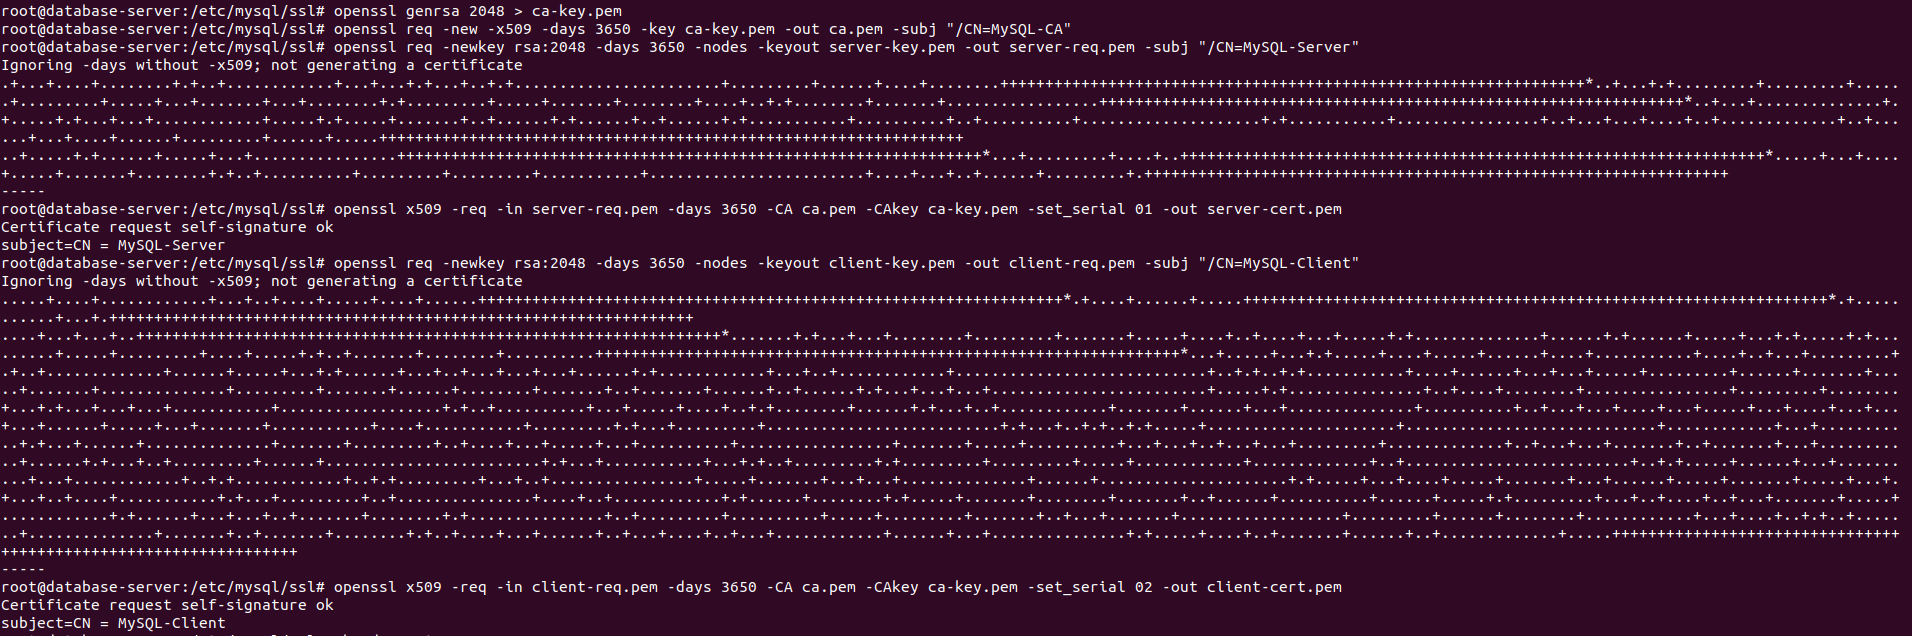 root@database-server:/etc/mysql/ssl# openssl genrsa 2048 > ca-key.pem
root@database-server:/etc/mysql/ssl# openssl req -new -x509 -days 3650 -key ca-key.pem -out ca.pem -subj "/CN=MySQL-CA"
root@database-server:/etc/mysql/ssl# openssl req -newkey rsa:2048 -days 3650 -nodes -keyout server-key.pem -out server-req.pem -subj "/CN=MySQL-Server"
Ignoring -days without -x509; not generating a certificate
-----
root@database-server:/etc/mysql/ssl# openssl x509 -req -in server-req.pem -days 3650 -CA ca.pem -CAkey ca-key.pem -set_serial 01 -out server-cert.pem
Certificate request self-signature ok
subject=CN = MySQL-Server
root@database-server:/etc/mysql/ssl# openssl req -newkey rsa:2048 -days 3650 -nodes -keyout client-key.pem -out client-req.pem -subj "/CN=MySQL-Client"
Ignoring -days without -x509; not generating a certificate
-----
root@database-server:/etc/mysql/ssl# openssl x509 -req -in client-req.pem -days 3650 -CA ca.pem -CAkey ca-key.pem -set_serial 02 -out client-cert.pem
Certificate request self-signature ok
subject=CN = MySQL-Client